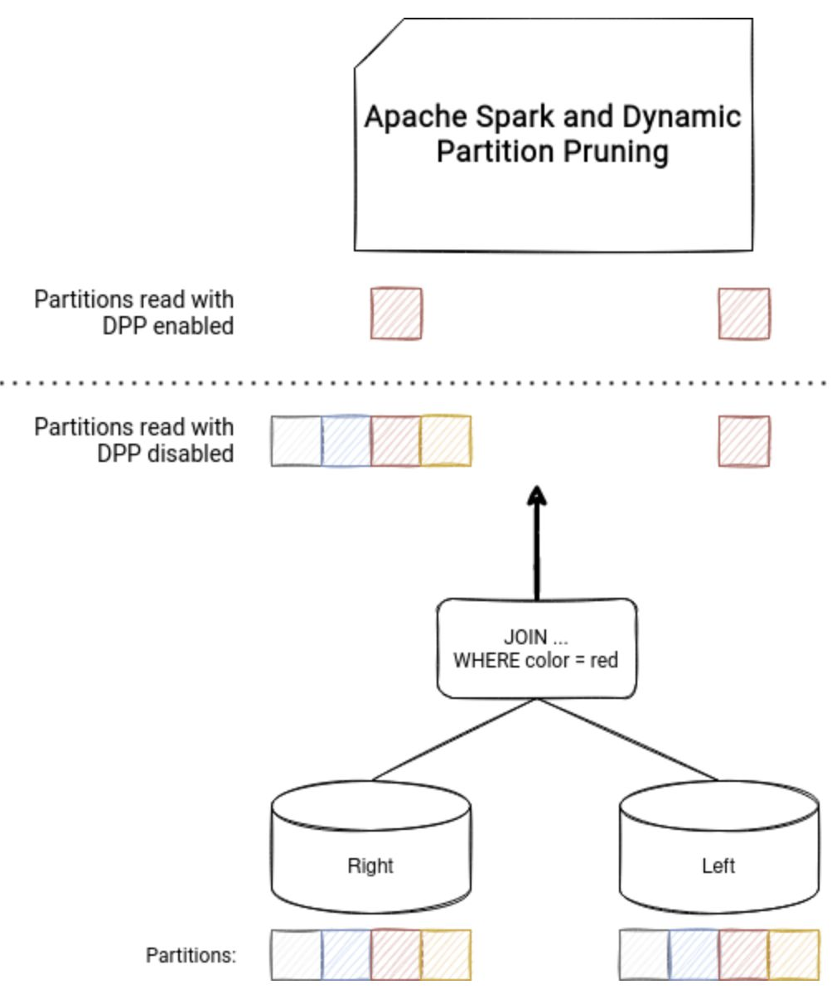 Apache Spark and Dynamic
Partition Pruning
Partitions read with
DPP enabled
Partitions read with
DPP disabled
JOIN ...
WHERE color = red
Right
Left
Partitions: